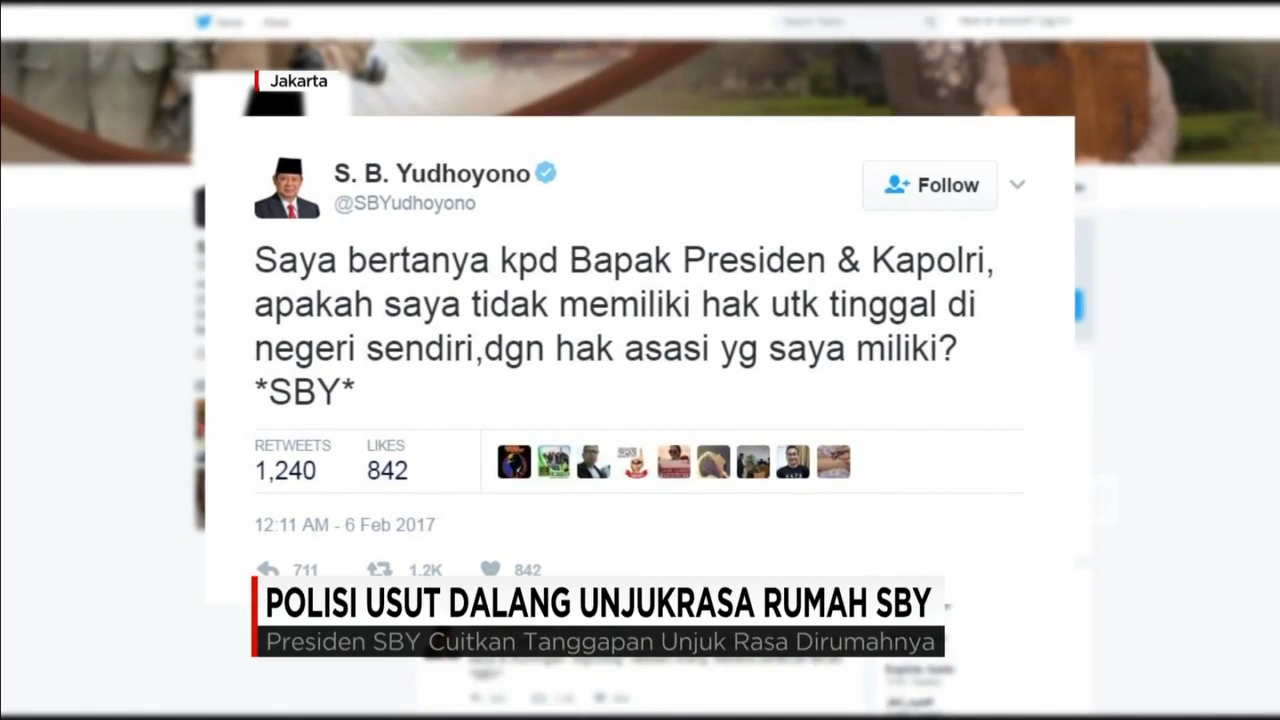 Jakarta
S. B. Yudhoyono
@SBYudhoyono
Follow
Saya bertanya kpd Bapak Presiden & Kapolri,
apakah saya tidak memiliki hak utk tinggal di
negeri sendiri,dgn hak asasi yg saya miliki?
*SBY*
RETWEETS LIKES
1,240 842
12:11 AM - 6 Feb 2017
711 1.2K 842
POLISI USUT DALANG UNJUKRASA RUMAH SBY
Presiden SBY Cuitkan Tanggapan Unjuk Rasa Dirumahnya